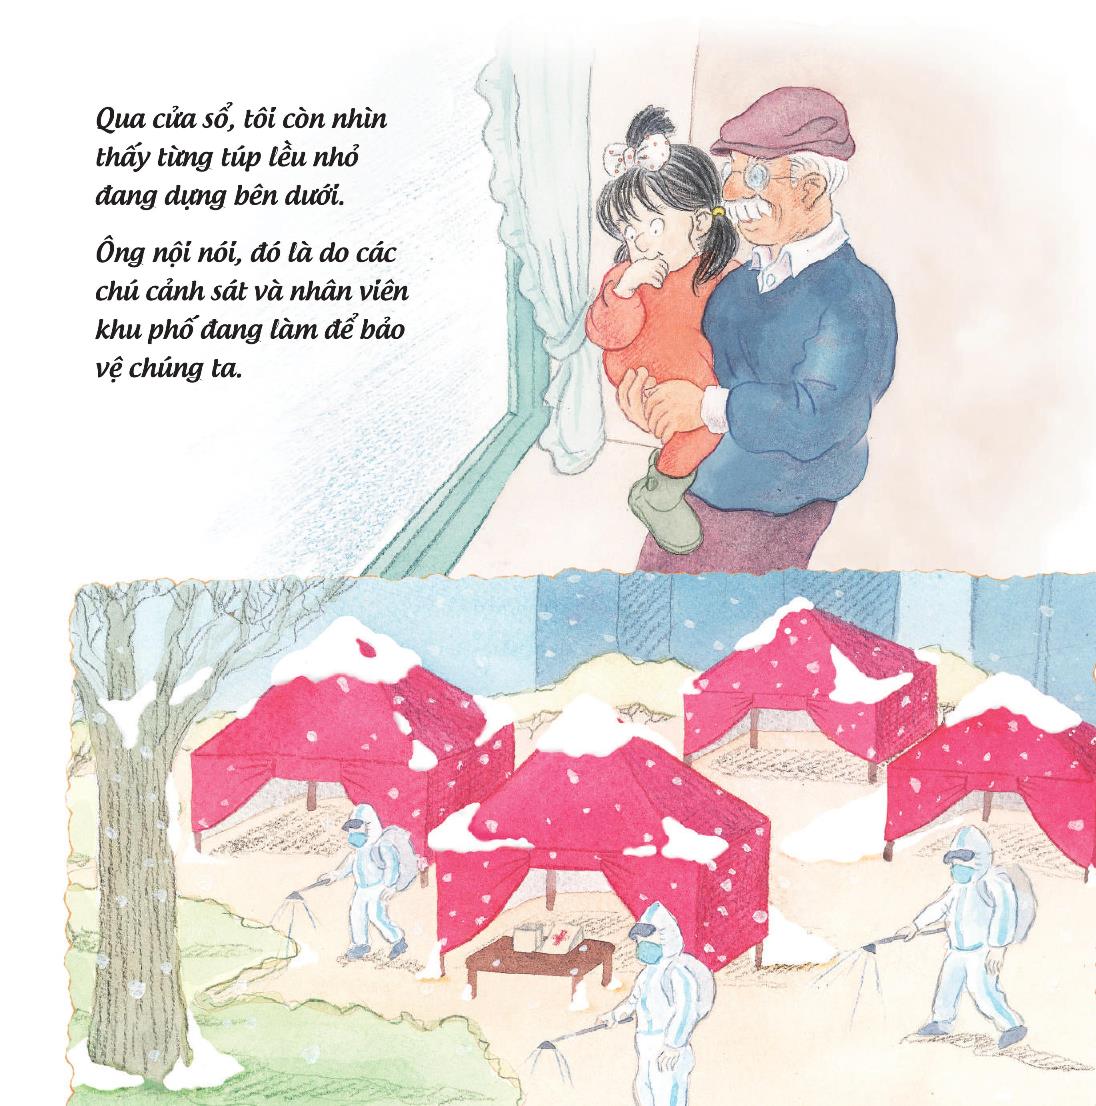 Qua cửa sổ, tôi còn nhìn
thấy từng túp lều nhỏ
đang dựng bên dưới.
Ông nội nói, đó là do các
chú cảnh sát và nhân viên
khu phố đang làm để bảo
vệ chúng ta.